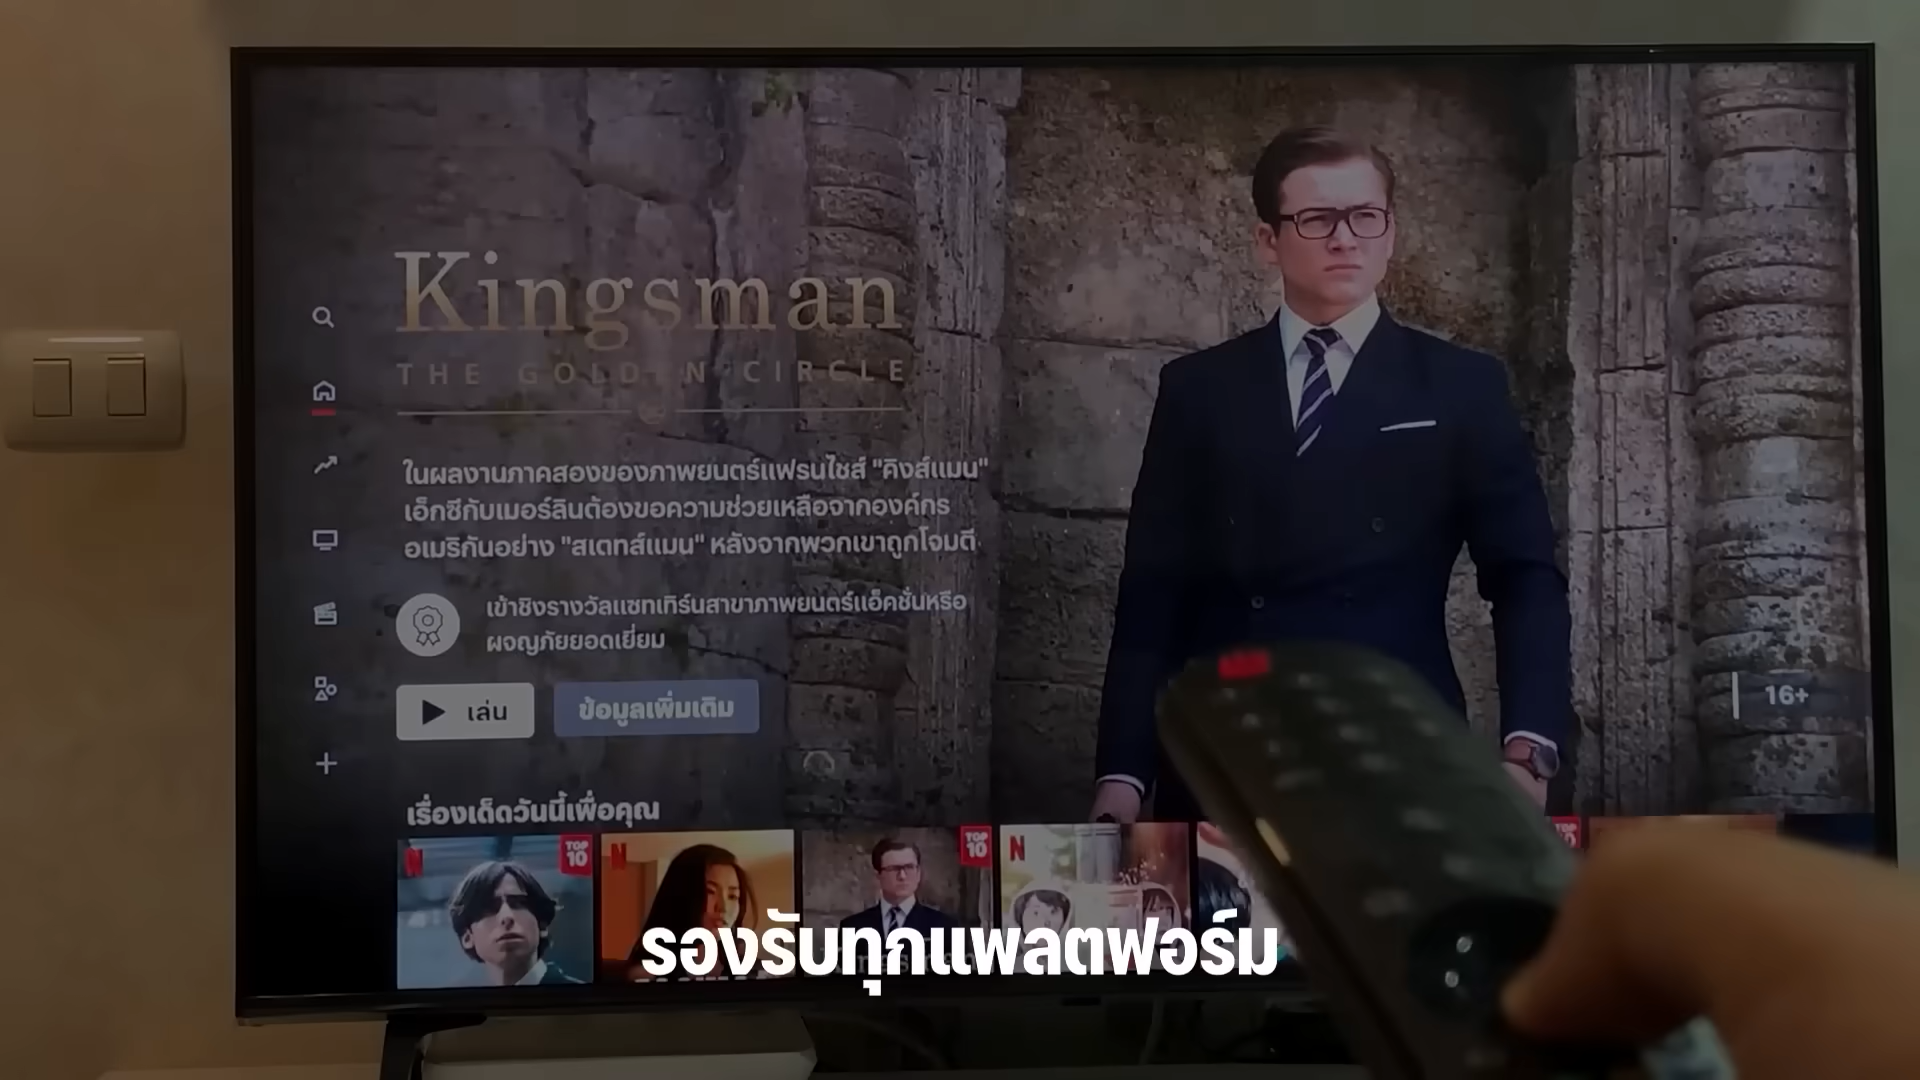 Kingsman
THE GOLDEN CIRCLE
ในผลงานภาคสองของภาพยนตร์แฟรนไชส์ "คิงส์แมน"
เอ็กซีกับเมอร์ลินต้องขอความช่วยเหลือจากองค์กร
อเมริกันอย่าง "สเตทส์แมน" หลังจากพวกเขาถูกโจมตี
เข้าชิงรางวัลแซทเทิร์นสาขาภาพยนตร์แอ็คชั่นหรือ
ผจญภัยยอดเยี่ยม
เล่น
ข้อมูลเพิ่มเติม
16+
เรื่องเด็ดวันนี้เพื่อคุณ
N
TOP
10
N
TOP
10
N
รองรับทุกแพลตฟอร์ม